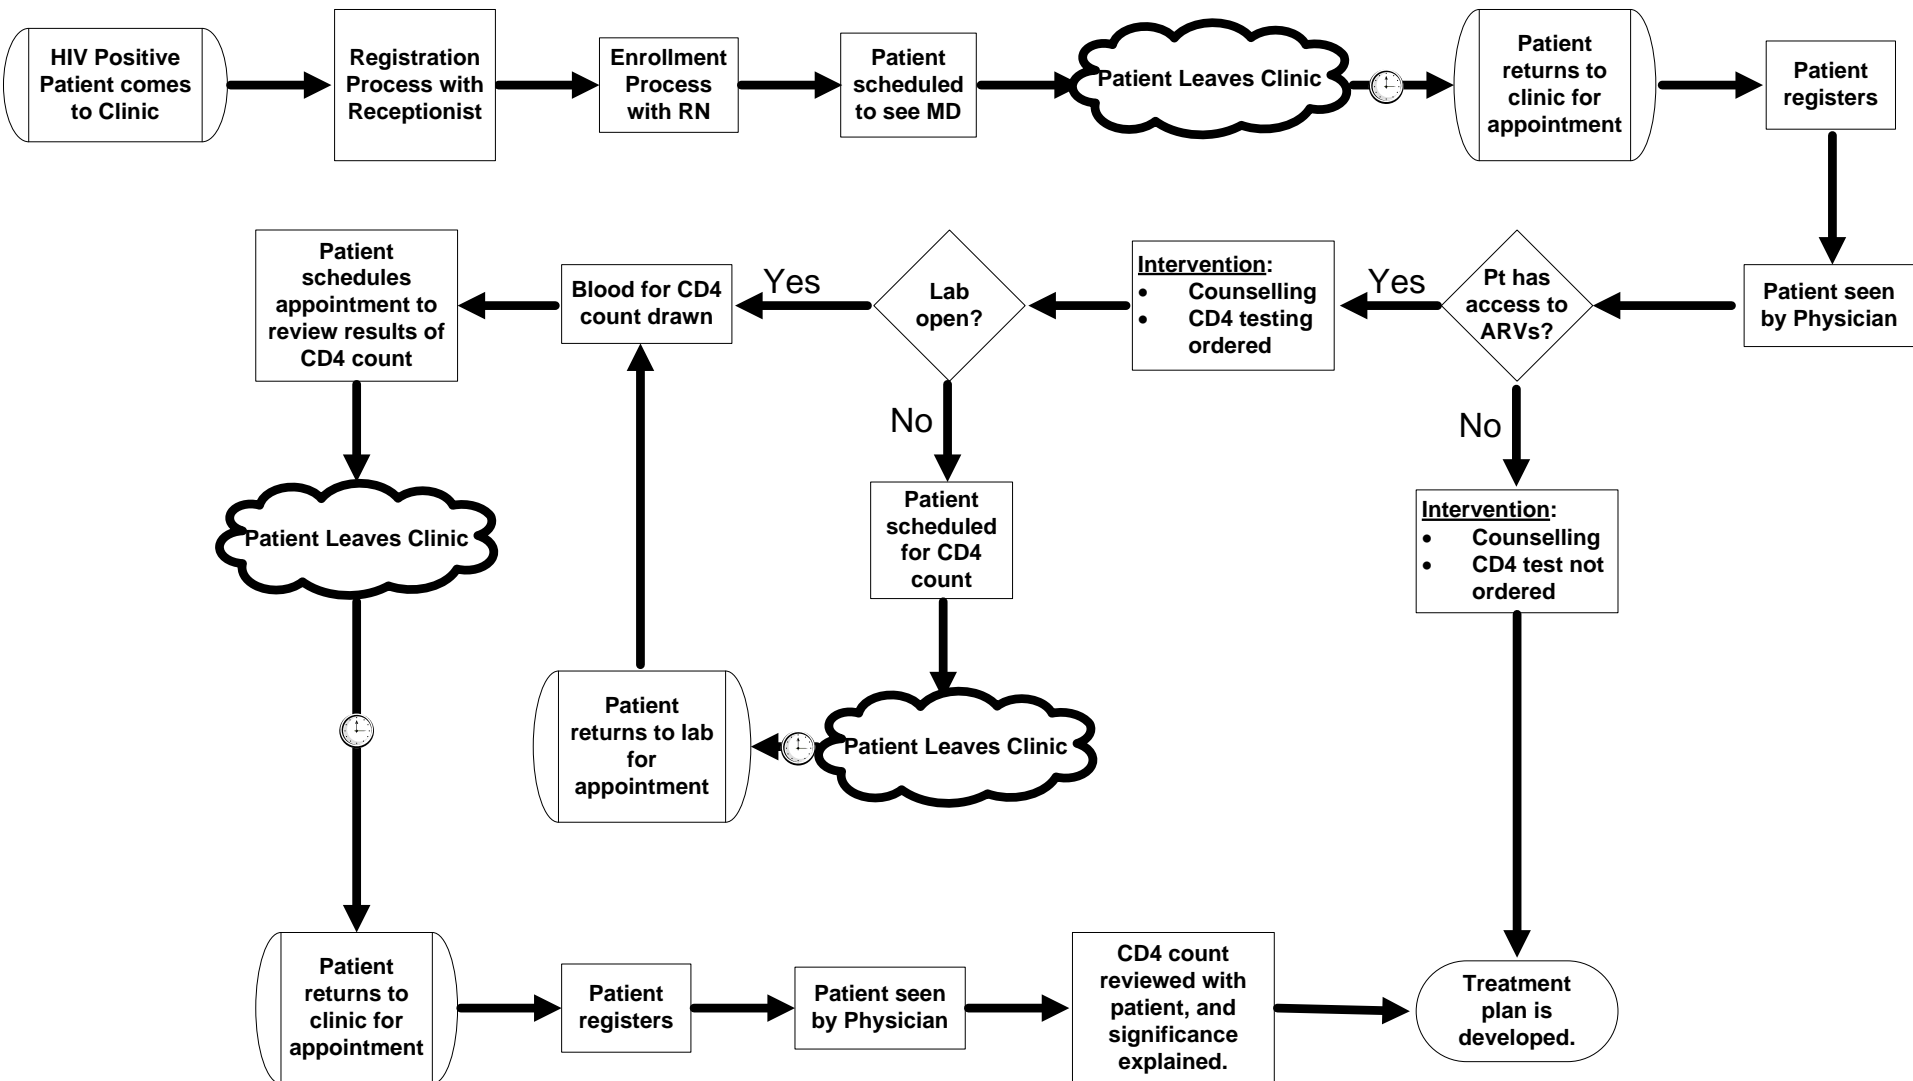 HIV Positive
Patient comes
to Clinic
Registration
Process with
Receptionist
Enrollment
Process
with RN
Patient
scheduled
to see MD
Patient Leaves Clinic
Patient
returns to
clinic for
appointment
Patient
registers
Patient seen
by Physician
Pt has
access to
ARVs?
Yes
Intervention:
• Counselling
• CD4 testing
ordered
Lab
open?
Yes
Blood for CD4
count drawn
Patient
schedules
appointment to
review results of
CD4 count
No
No
Patient Leaves Clinic
Patient
scheduled
for CD4
count
Intervention:
• Counselling
• CD4 test not
ordered
Patient
returns to lab
for
appointment
Patient Leaves Clinic
Patient
returns to
clinic for
appointment
Patient
registers
Patient seen
by Physician
CD4 count
reviewed with
patient, and
significance
explained.
Treatment
plan is
developed.